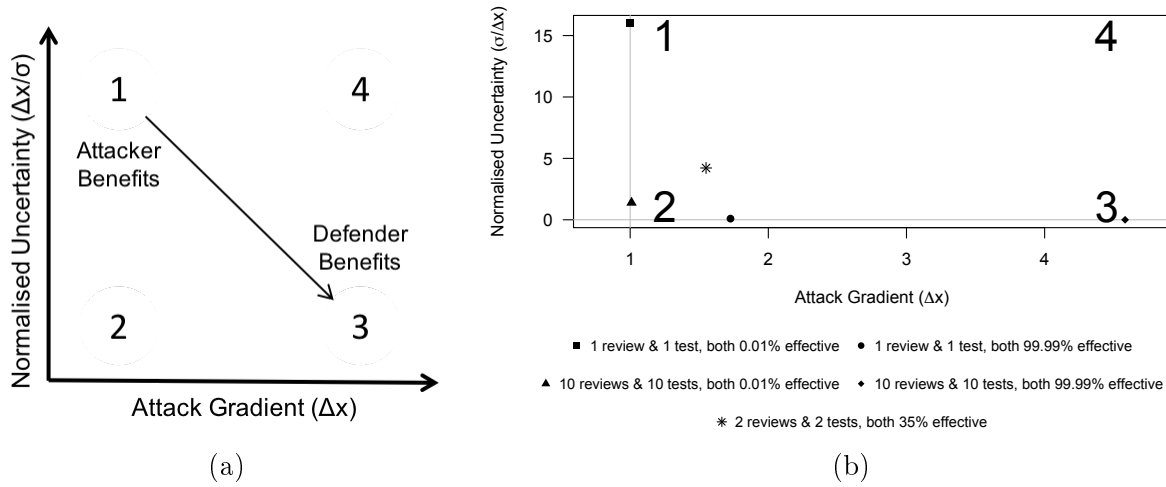 Normalised Uncertainty (Δx/σ)
1
4
Attacker
Benefits
Defender
Benefits
2
3
Attack Gradient (Δx)
(a)
Normalised Uncertainty (σ/Δx)
15
10
5
0
1
4
2
3
1
2
3
4
Attack Gradient (Δx)
1 review & 1 test, both 0.01% effective
1 review & 1 test, both 99.99% effective
10 reviews & 10 tests, both 0.01% effective
10 reviews & 10 tests, both 99.99% effective
2 reviews & 2 tests, both 35% effective
(b)